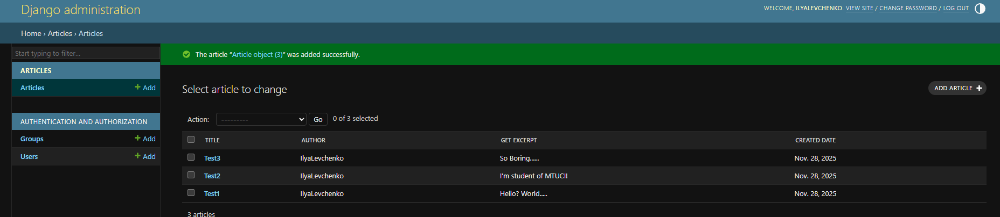 Django administration
WELCOME, ILYALEVCHENKO. VIEW SITE / CHANGE PASSWORD / LOG OUT
Home › Articles › Articles
Start typing to filter...
ARTICLES
Articles
+ Add
AUTHENTICATION AND AUTHORIZATION
Groups
+ Add
Users
+ Add
The article “Article object (3)” was added successfully.
Select article to change
ADD ARTICLE +
Action: --------- Go 0 of 3 selected
TITLE AUTHOR GET EXCERPT CREATED DATE
Test3 IlyaLevchenko So Boring...... Nov. 28, 2025
Test2 IlyaLevchenko I'm student of MTUCI! Nov. 28, 2025
Test1 IlyaLevchenko Hello? World..... Nov. 28, 2025
3 articles